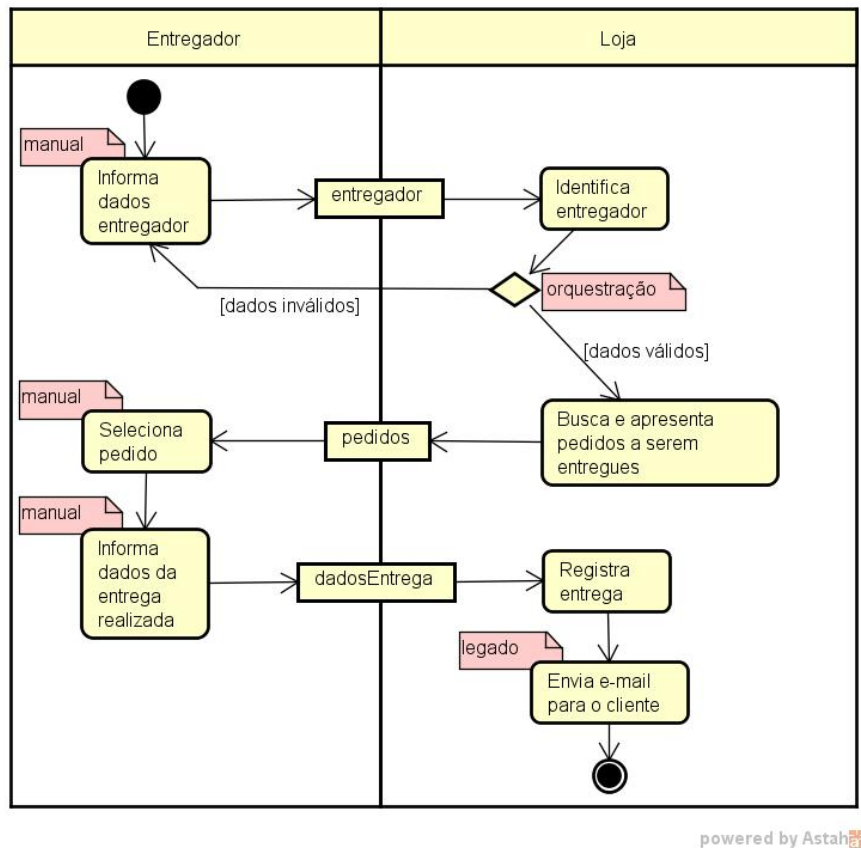 Entregador
Loja
manual
Informa
dados
entregador
entregador
Identifica
entregador
orquestração
[dados inválidos]
[dados válidos]
manual
Seleciona
pedido
pedidos
Busca e apresenta
pedidos a serem
entregues
manual
Informa
dados da
entrega
realizada
dadosEntrega
Registra
entrega
legado
Envia e-mail
para o cliente
powered by Astah